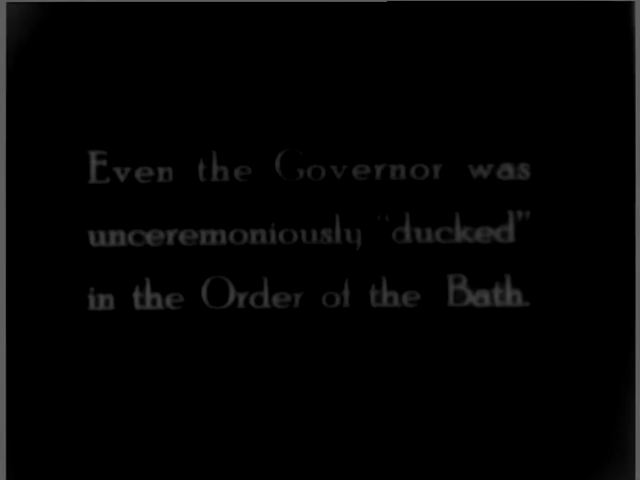 Even the Governor was
unceremoniously "ducked"
in the Order of the Bath.